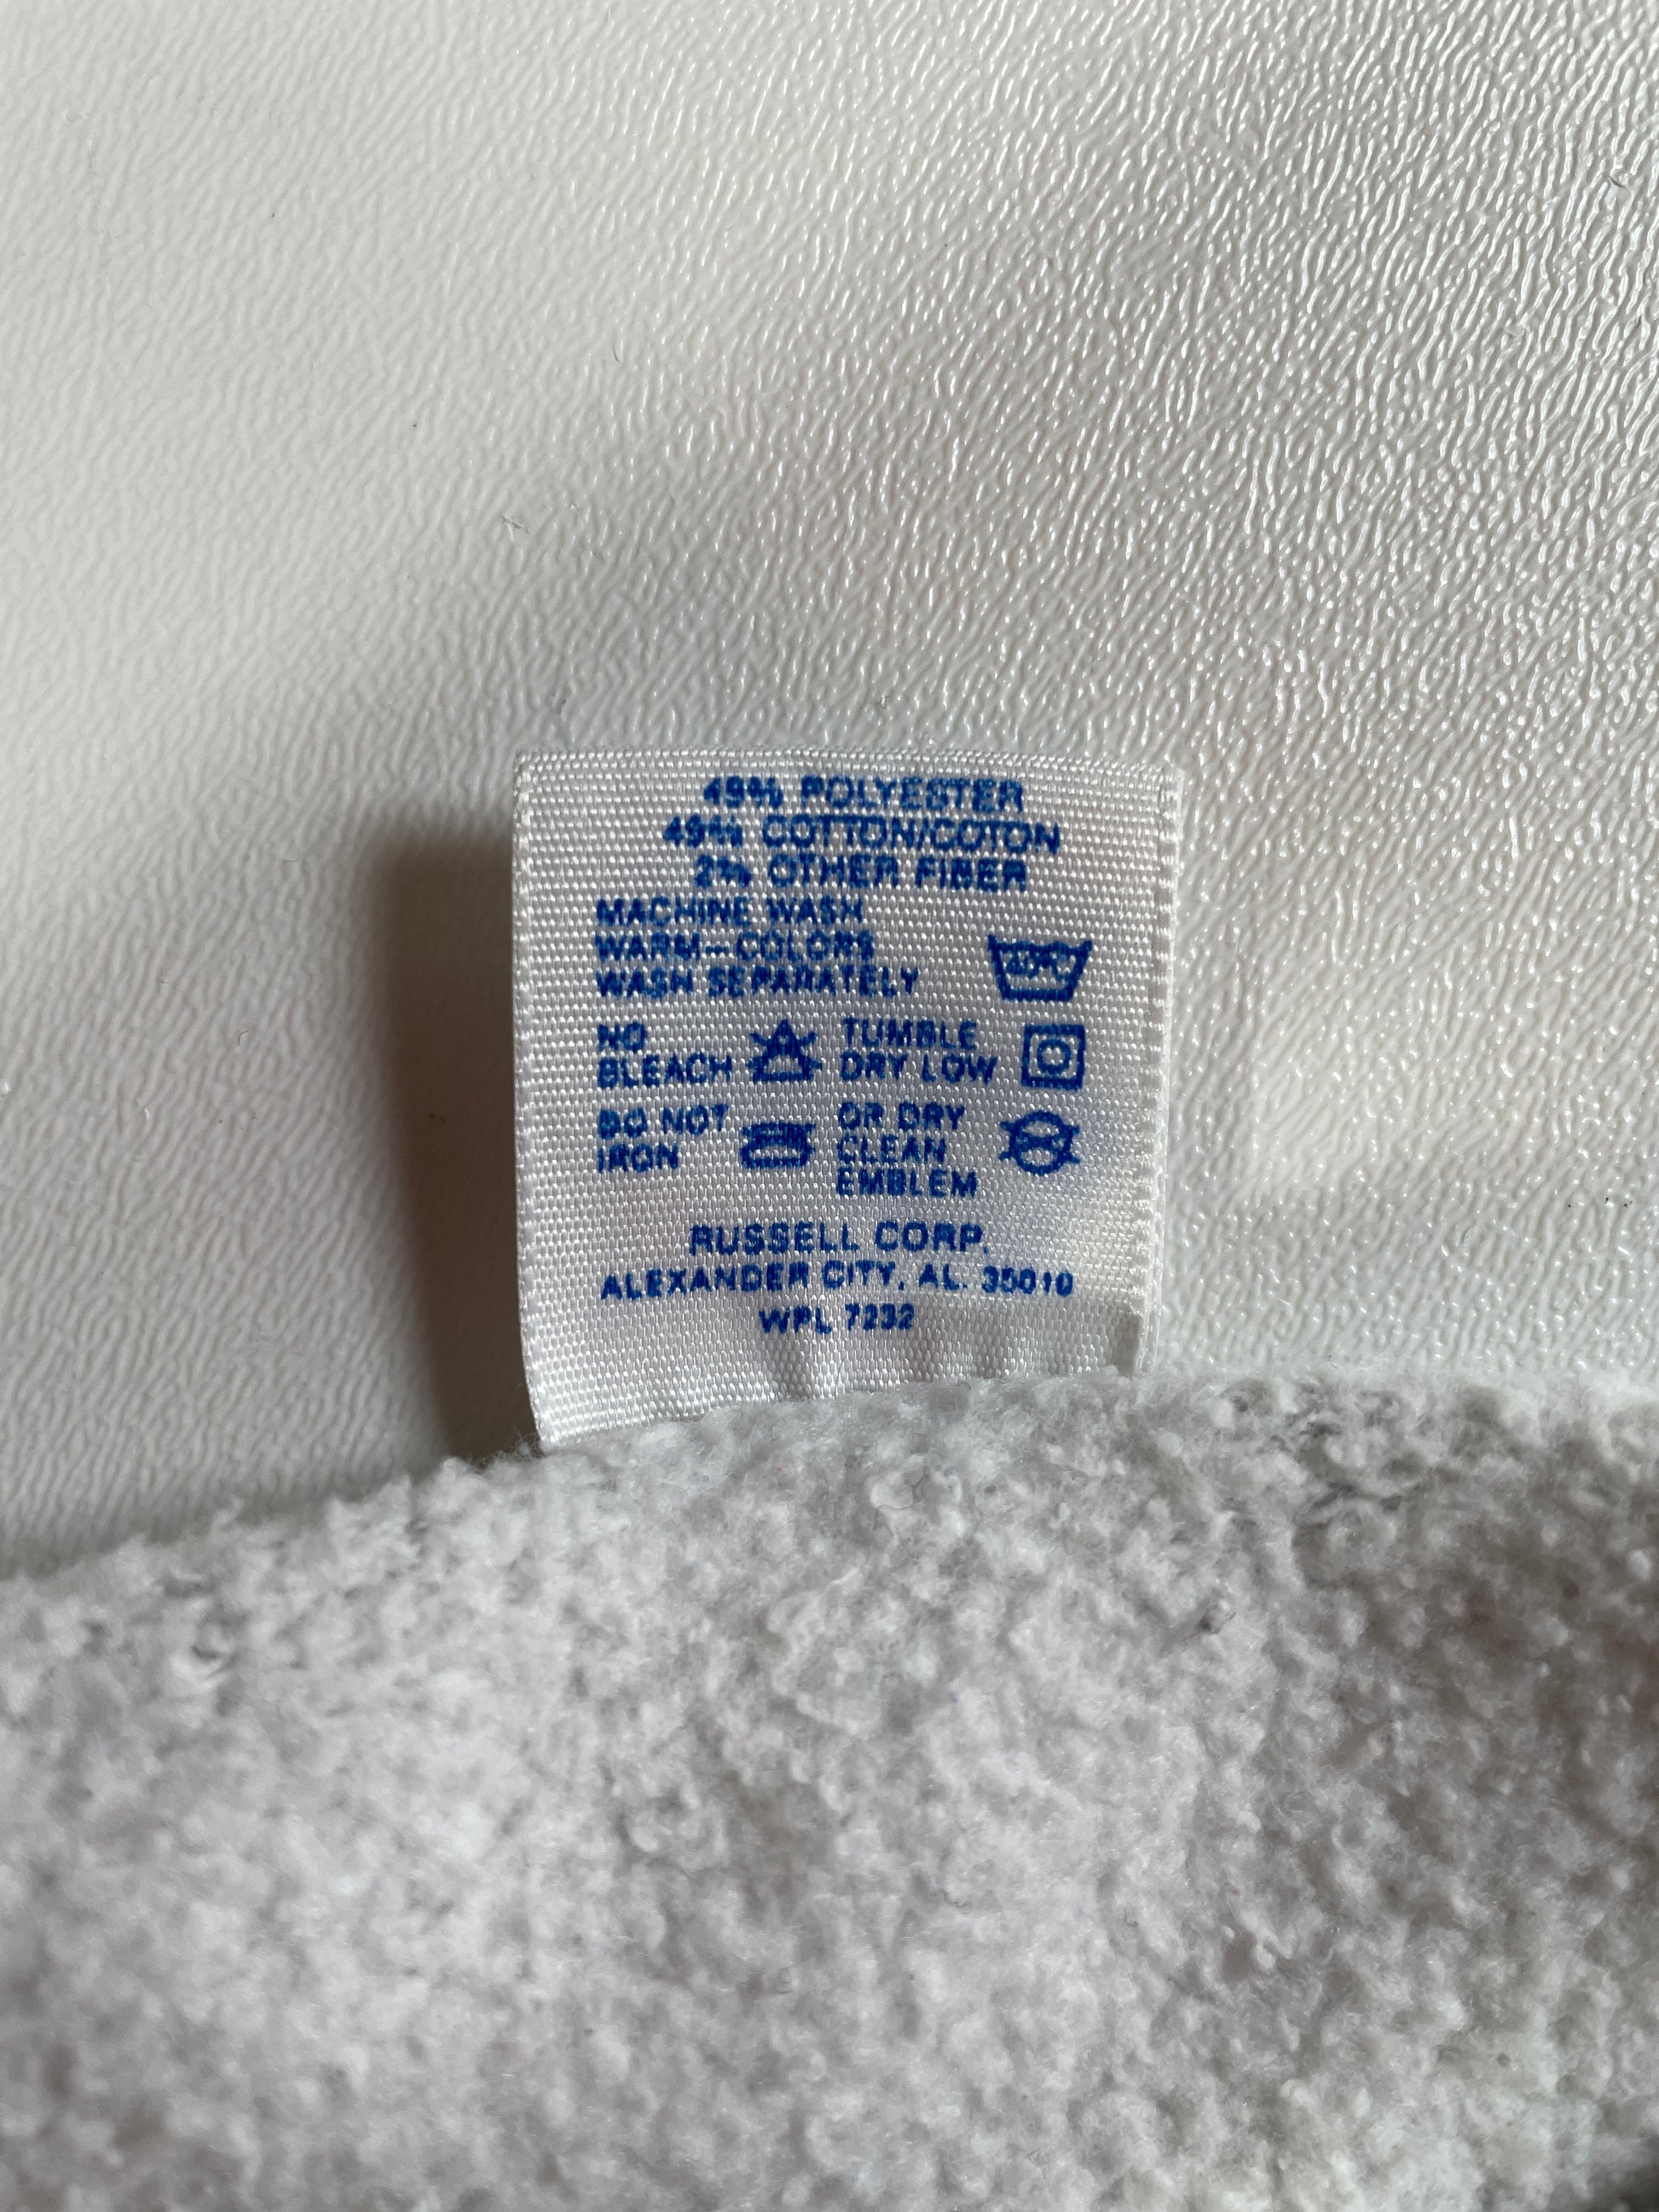 49% POLYESTER
49% COTTON/COTON
2% OTHER FIBER
MACHINE WASH
WARM-COLORS
WASH SEPARATELY
NO
BLEACH
TUMBLE
DRY LOW
DO NOT
IRON
OR DRY
CLEAN
EMBLEM
RUSSELL CORP.
ALEXANDER CITY, AL. 35010
WPL 7232